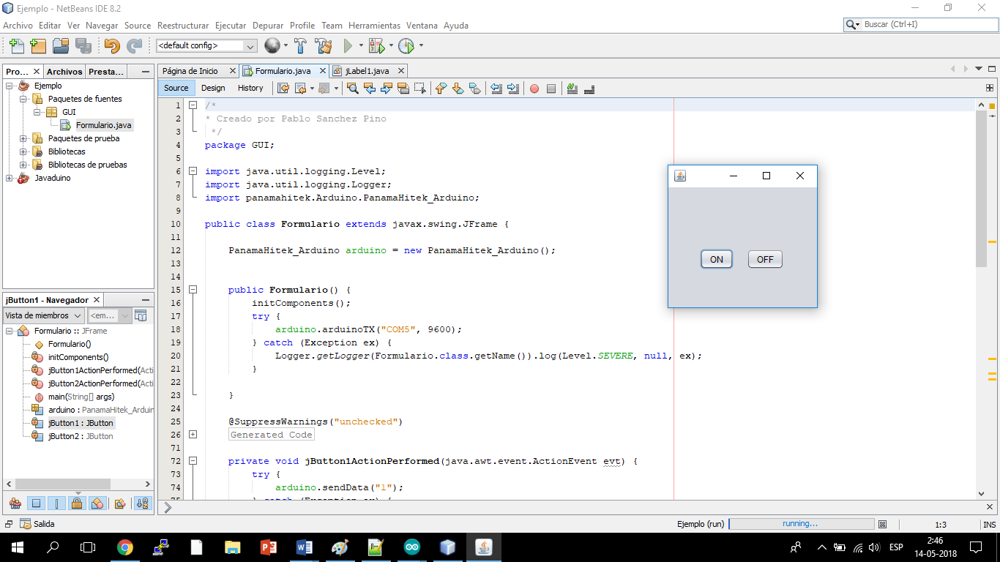 Ejemplo - NetBeans IDE 8.2
Archivo Editar Ver Navegar Source Reestructurar Ejecutar Depurar Profile Team Herramientas Ventana Ayuda
Buscar (Ctrl+I)
<default config>
Pro... Archivos Presta...
Ejemplo
Paquetes de fuentes
GUI
Formulario.java
Paquetes de prueba
Bibliotecas
Bibliotecas de pruebas
Javaduino
jButton1 - Navegador
Vista de miembros <em...
Formulario :: JFrame
Formulario()
initComponents()
jButton1ActionPerformed(Acti
jButton2ActionPerformed(Acti
main(String[] args)
arduino : PanamaHitek_Arduin
jButton1 : JButton
jButton2 : JButton
Página de Inicio Formulario.java jLabel1.java
Source Design History
1 /*
2 * Creado por Pablo Sanchez Pino
3 */
4 package GUI;
5
6 import java.util.logging.Level;
7 import java.util.logging.Logger;
8 import panamahitek.Arduino.PanamaHitek_Arduino;
9
10 public class Formulario extends javax.swing.JFrame {
11
12 PanamaHitek_Arduino arduino = new PanamaHitek_Arduino();
13
14
15 public Formulario() {
16 initComponents();
17 try {
18 arduino.arduinoTX("COM5", 9600);
19 } catch (Exception ex) {
20 Logger.getLogger(Formulario.class.getName()).log(Level.SEVERE, null, ex);
21 }
22
23 }
24
25 @SuppressWarnings("unchecked")
26 Generated Code
71
72 private void jButton1ActionPerformed(java.awt.event.ActionEvent evt) {
73 try {
74 arduino.sendData("1");
75 } catch (Exception ex) {
ON OFF
Salida
Ejemplo (run) running... 1:3 INS
ESP
2:46
14-05-2018